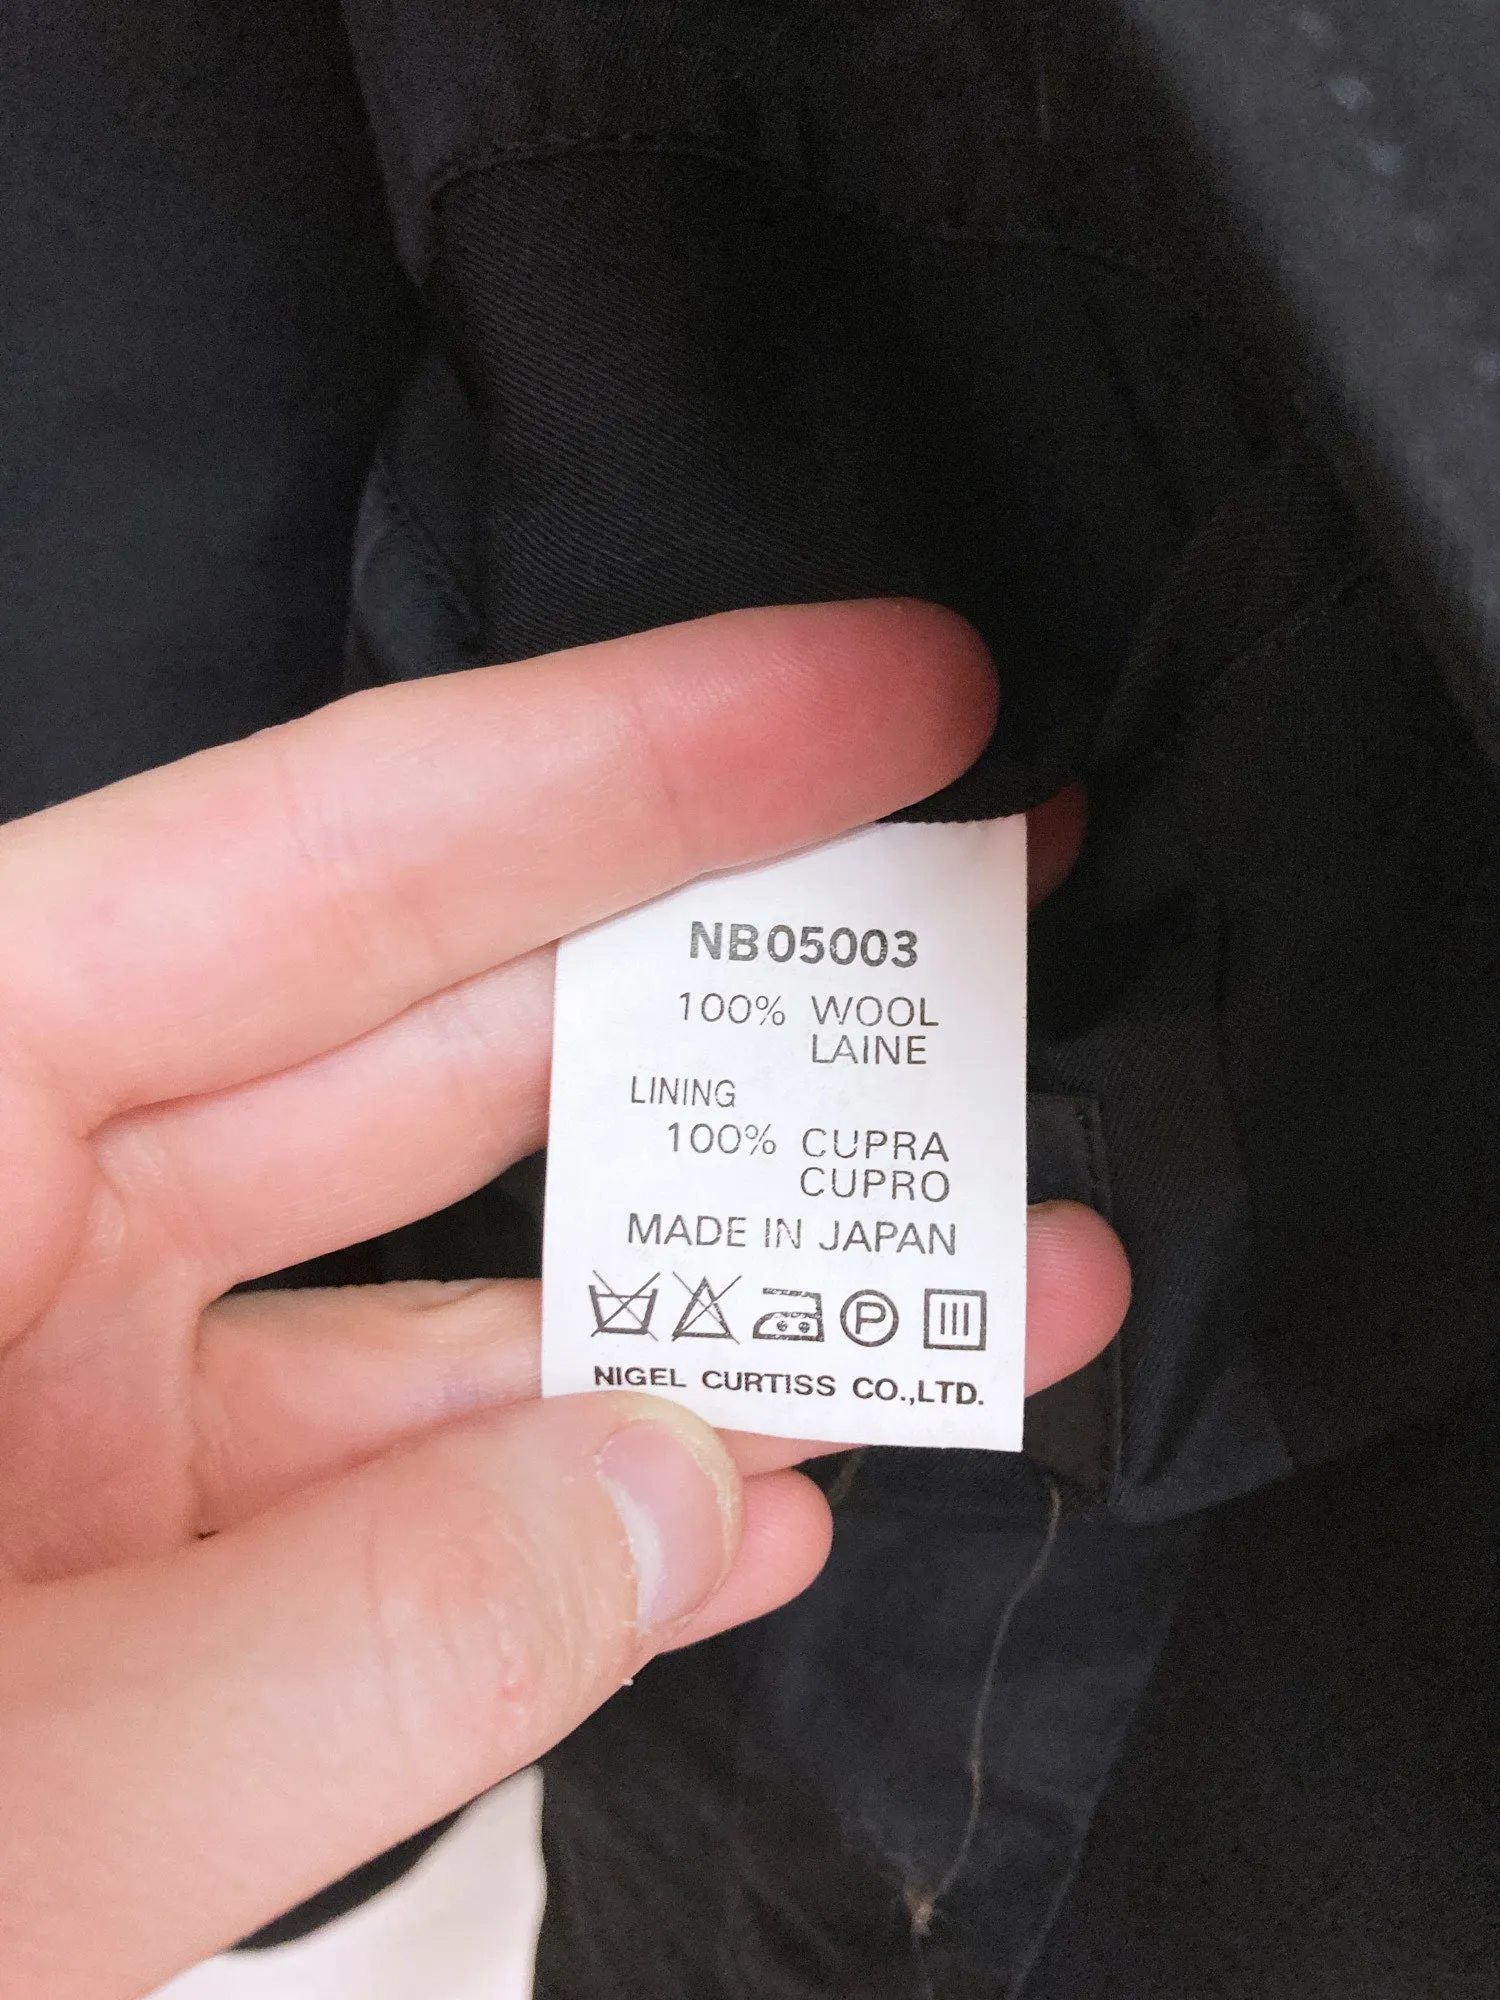 NB05003
100% WOOL
LAINE
LINING
100% CUPRA
CUPRO
MADE IN JAPAN
P
NIGEL CURTISS CO.,LTD.